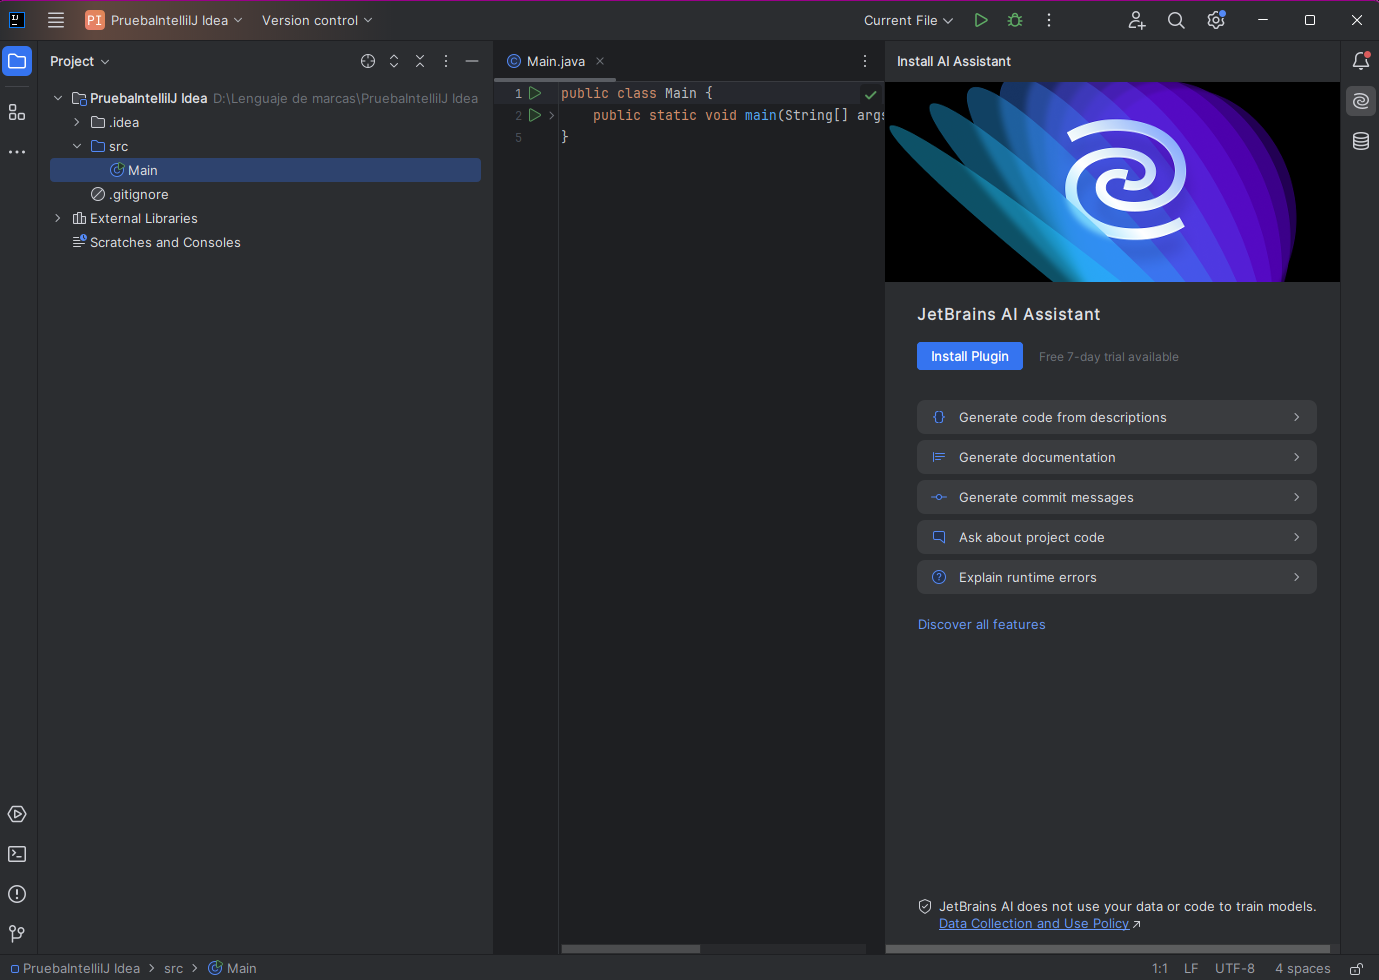 PI PruebaIntellIJ Idea Version control Current File
Project
Main.java
Install AI Assistant
PruebaIntellIJ Idea D:\Lenguaje de marcas\PruebaIntellIJ Idea
.idea
src
Main
.gitignore
External Libraries
Scratches and Consoles
1 public class Main {
2 public static void main(String[] args
5 }
JetBrains AI Assistant
Install Plugin Free 7-day trial available
Generate code from descriptions
Generate documentation
Generate commit messages
Ask about project code
Explain runtime errors
Discover all features
JetBrains AI does not use your data or code to train models.
Data Collection and Use Policy
PruebaIntellIJ Idea > src > Main 1:1 LF UTF-8 4 spaces